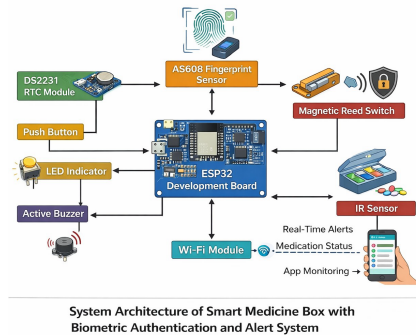 AS608 Fingerprint
Sensor
DS2231
RTC Module
Magnetic Reed Switch
Push Button
ESP32
Development Board
LED Indicator
Active Buzzer
IR Sensor
Real-Time Alerts
Wi-Fi Module
Medication Status
App Monitoring
System Architecture of Smart Medicine Box with
Biometric Authentication and Alert System